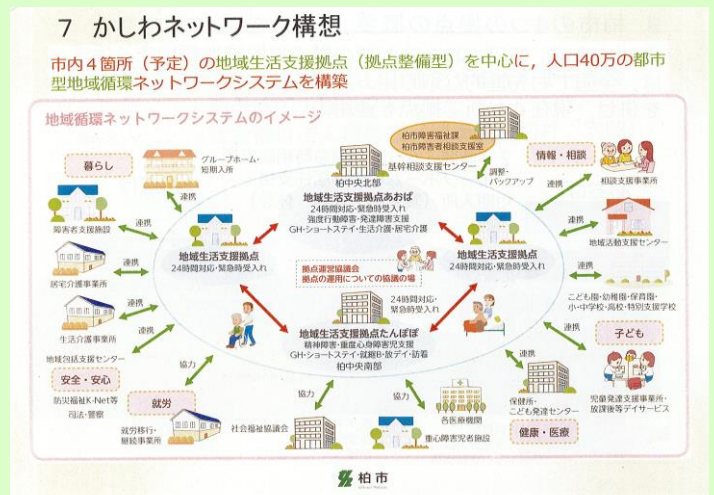 7 かしわネットワーク構想
市内４箇所（予定）の地域生活支援拠点（拠点整備型）を中心に，人口40万の都市
型地域循環ネットワークシステムを構築
地域循環ネットワークシステムのイメージ
柏市障害福祉課
柏市障害者相談支援室
基幹相談支援センター
調整・
バックアップ
情報・相談
連携
相談支援事業所
暮らし
グループホーム・
短期入所
連携
連携
障害者支援施設
柏中央北部
地域生活支援拠点あおば
24時間対応・緊急時受入れ
強度行動障害・発達障害支援
GH・ショートステイ・生活介護・居宅介護
連携
地域活動支援センター
地域生活支援拠点
24時間対応・緊急時受入れ
地域生活支援拠点
24時間対応・緊急時受入れ
連携
居宅介護事業所
拠点運営協議会
拠点の運用についての協議の場
連携
こども園・幼稚園・保育園・
小・中学校・高校・特別支援学校
連携
生活介護事業所
24時間対応・
緊急時受入れ
地域生活支援拠点たんぽぽ
精神障害・重度心身障害児支援
GH・ショートステイ・就継B・放デイ・訪看
柏中央南部
連携
子ども
児童発達支援事業所・
放課後等デイサービス
連携
地域包括支援センター
協力
安全・安心
防災福祉K-Net等
司法・警察
就労
就労移行・
継続事業所
協力
社会福祉協議会
協力
各医療機関
重心障害児者施設
連携
保健所・
こども発達センター
健康・医療
柏市